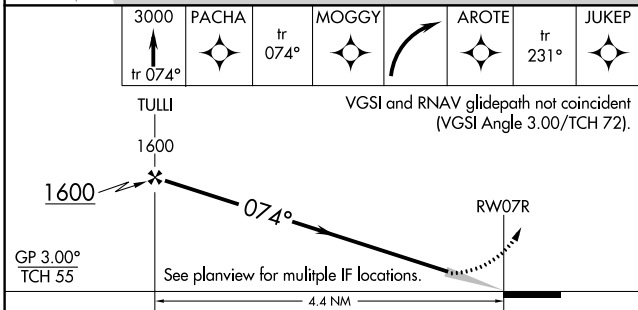 3000
tr 074°
PACHA
tr
074°
MOGGY
AROTE
tr
231°
JUKEP
TULLI
1600
VGSI and RNAV glidepath not coincident
(VGSI Angle 3.00/TCH 72).
1600
074°
RW07R
GP 3.00°
TCH 55
See planview for mulitple IF locations.
4.4 NM